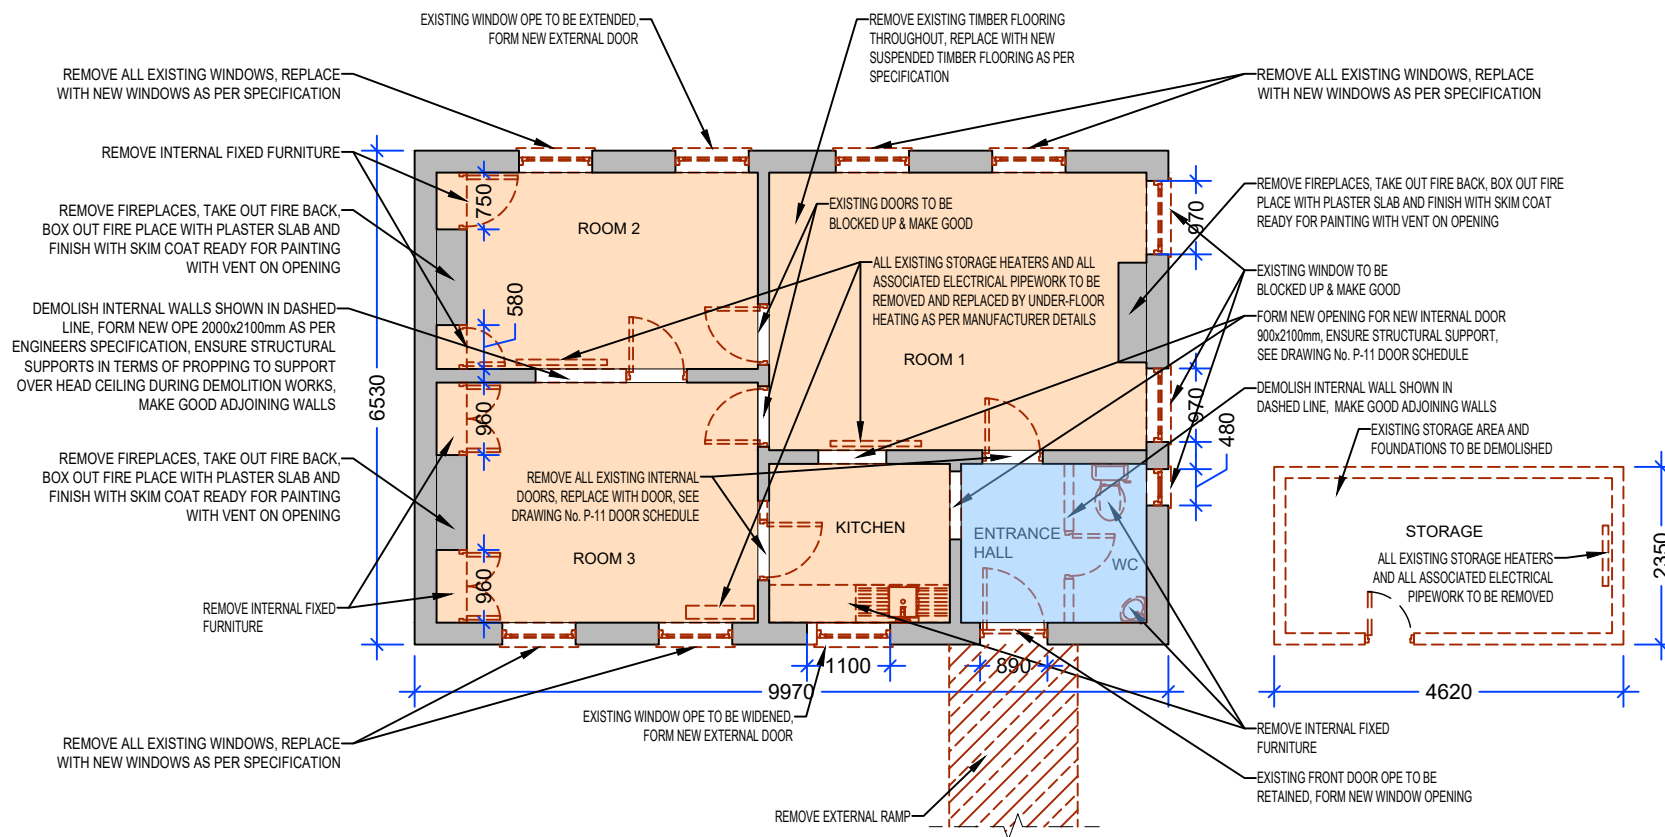 EXISTING WINDOW OPE TO BE EXTENDED,
FORM NEW EXTERNAL DOOR
REMOVE EXISTING TIMBER FLOORING
THROUGHOUT, REPLACE WITH NEW
SUSPENDED TIMBER FLOORING AS PER
SPECIFICATION
REMOVE ALL EXISTING WINDOWS, REPLACE
WITH NEW WINDOWS AS PER SPECIFICATION
REMOVE ALL EXISTING WINDOWS, REPLACE
WITH NEW WINDOWS AS PER SPECIFICATION
REMOVE INTERNAL FIXED FURNITURE
REMOVE FIREPLACES, TAKE OUT FIRE BACK,
BOX OUT FIRE PLACE WITH PLASTER SLAB AND
FINISH WITH SKIM COAT READY FOR PAINTING
WITH VENT ON OPENING
DEMOLISH INTERNAL WALLS SHOWN IN DASHED
LINE, FORM NEW OPE 2000x2100mm AS PER
ENGINEERS SPECIFICATION, ENSURE STRUCTURAL
SUPPORTS IN TERMS OF PROPPING TO SUPPORT
OVER HEAD CEILING DURING DEMOLITION WORKS,
MAKE GOOD ADJOINING WALLS
REMOVE FIREPLACES, TAKE OUT FIRE BACK,
BOX OUT FIRE PLACE WITH PLASTER SLAB AND
FINISH WITH SKIM COAT READY FOR PAINTING
WITH VENT ON OPENING
REMOVE INTERNAL FIXED
FURNITURE
REMOVE ALL EXISTING WINDOWS, REPLACE
WITH NEW WINDOWS AS PER SPECIFICATION
6530
750
580
960
960
ROOM 2
ROOM 3
EXISTING DOORS TO BE
BLOCKED UP & MAKE GOOD
ALL EXISTING STORAGE HEATERS AND ALL
ASSOCIATED ELECTRICAL PIPEWORK TO BE
REMOVED AND REPLACED BY UNDER-FLOOR
HEATING AS PER MANUFACTURER DETAILS
ROOM 1
REMOVE ALL EXISTING INTERNAL
DOORS, REPLACE WITH DOOR, SEE
DRAWING No. P-11 DOOR SCHEDULE
KITCHEN
ENTRANCE
HALL
WC
970
970
480
REMOVE FIREPLACES, TAKE OUT FIRE BACK, BOX OUT FIRE
PLACE WITH PLASTER SLAB AND FINISH WITH SKIM COAT
READY FOR PAINTING WITH VENT ON OPENING
EXISTING WINDOW TO BE
BLOCKED UP & MAKE GOOD
FORM NEW OPENING FOR NEW INTERNAL DOOR
900x2100mm, ENSURE STRUCTURAL SUPPORT,
SEE DRAWING No. P-11 DOOR SCHEDULE
DEMOLISH INTERNAL WALL SHOWN IN
DASHED LINE, MAKE GOOD ADJOINING WALLS
EXISTING STORAGE AREA AND
FOUNDATIONS TO BE DEMOLISHED
STORAGE
ALL EXISTING STORAGE HEATERS
AND ALL ASSOCIATED ELECTRICAL
PIPEWORK TO BE REMOVED
2350
4620
1100
890
9970
EXISTING WINDOW OPE TO BE WIDENED,
FORM NEW EXTERNAL DOOR
REMOVE INTERNAL FIXED
FURNITURE
EXISTING FRONT DOOR OPE TO BE
RETAINED, FORM NEW WINDOW OPENING
REMOVE EXTERNAL RAMP